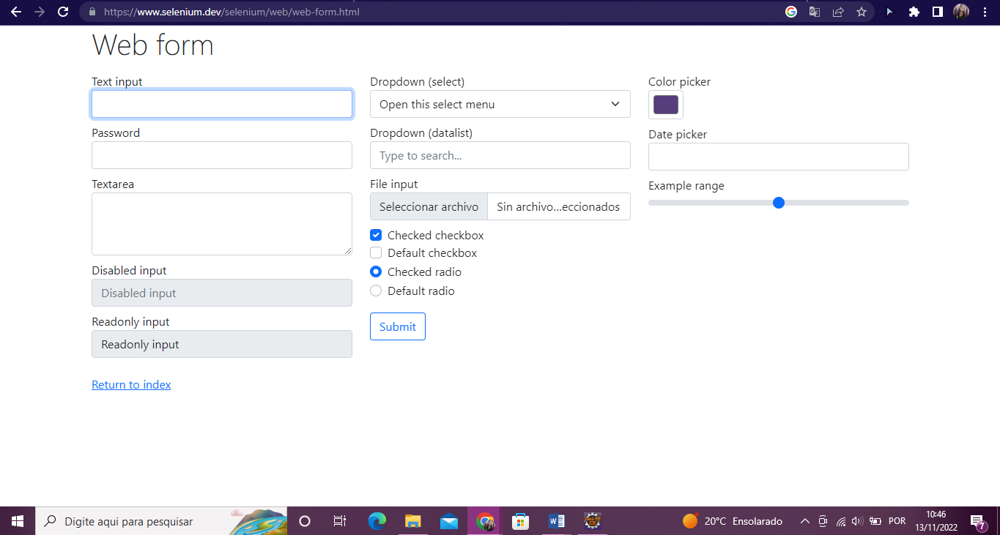 https://www.selenium.dev/selenium/web/web-form.html
Web form
Text input
Password
Textarea
Disabled input
Disabled input
Readonly input
Readonly input
Return to index
Dropdown (select)
Open this select menu
Dropdown (datalist)
Type to search...
File input
Seleccionar archivo
Sin archivo...eccionados
Checked checkbox
Default checkbox
Checked radio
Default radio
Submit
Color picker
Date picker
Example range
Digite aqui para pesquisar
20°C Ensolarado
POR
10:46
13/11/2022
7